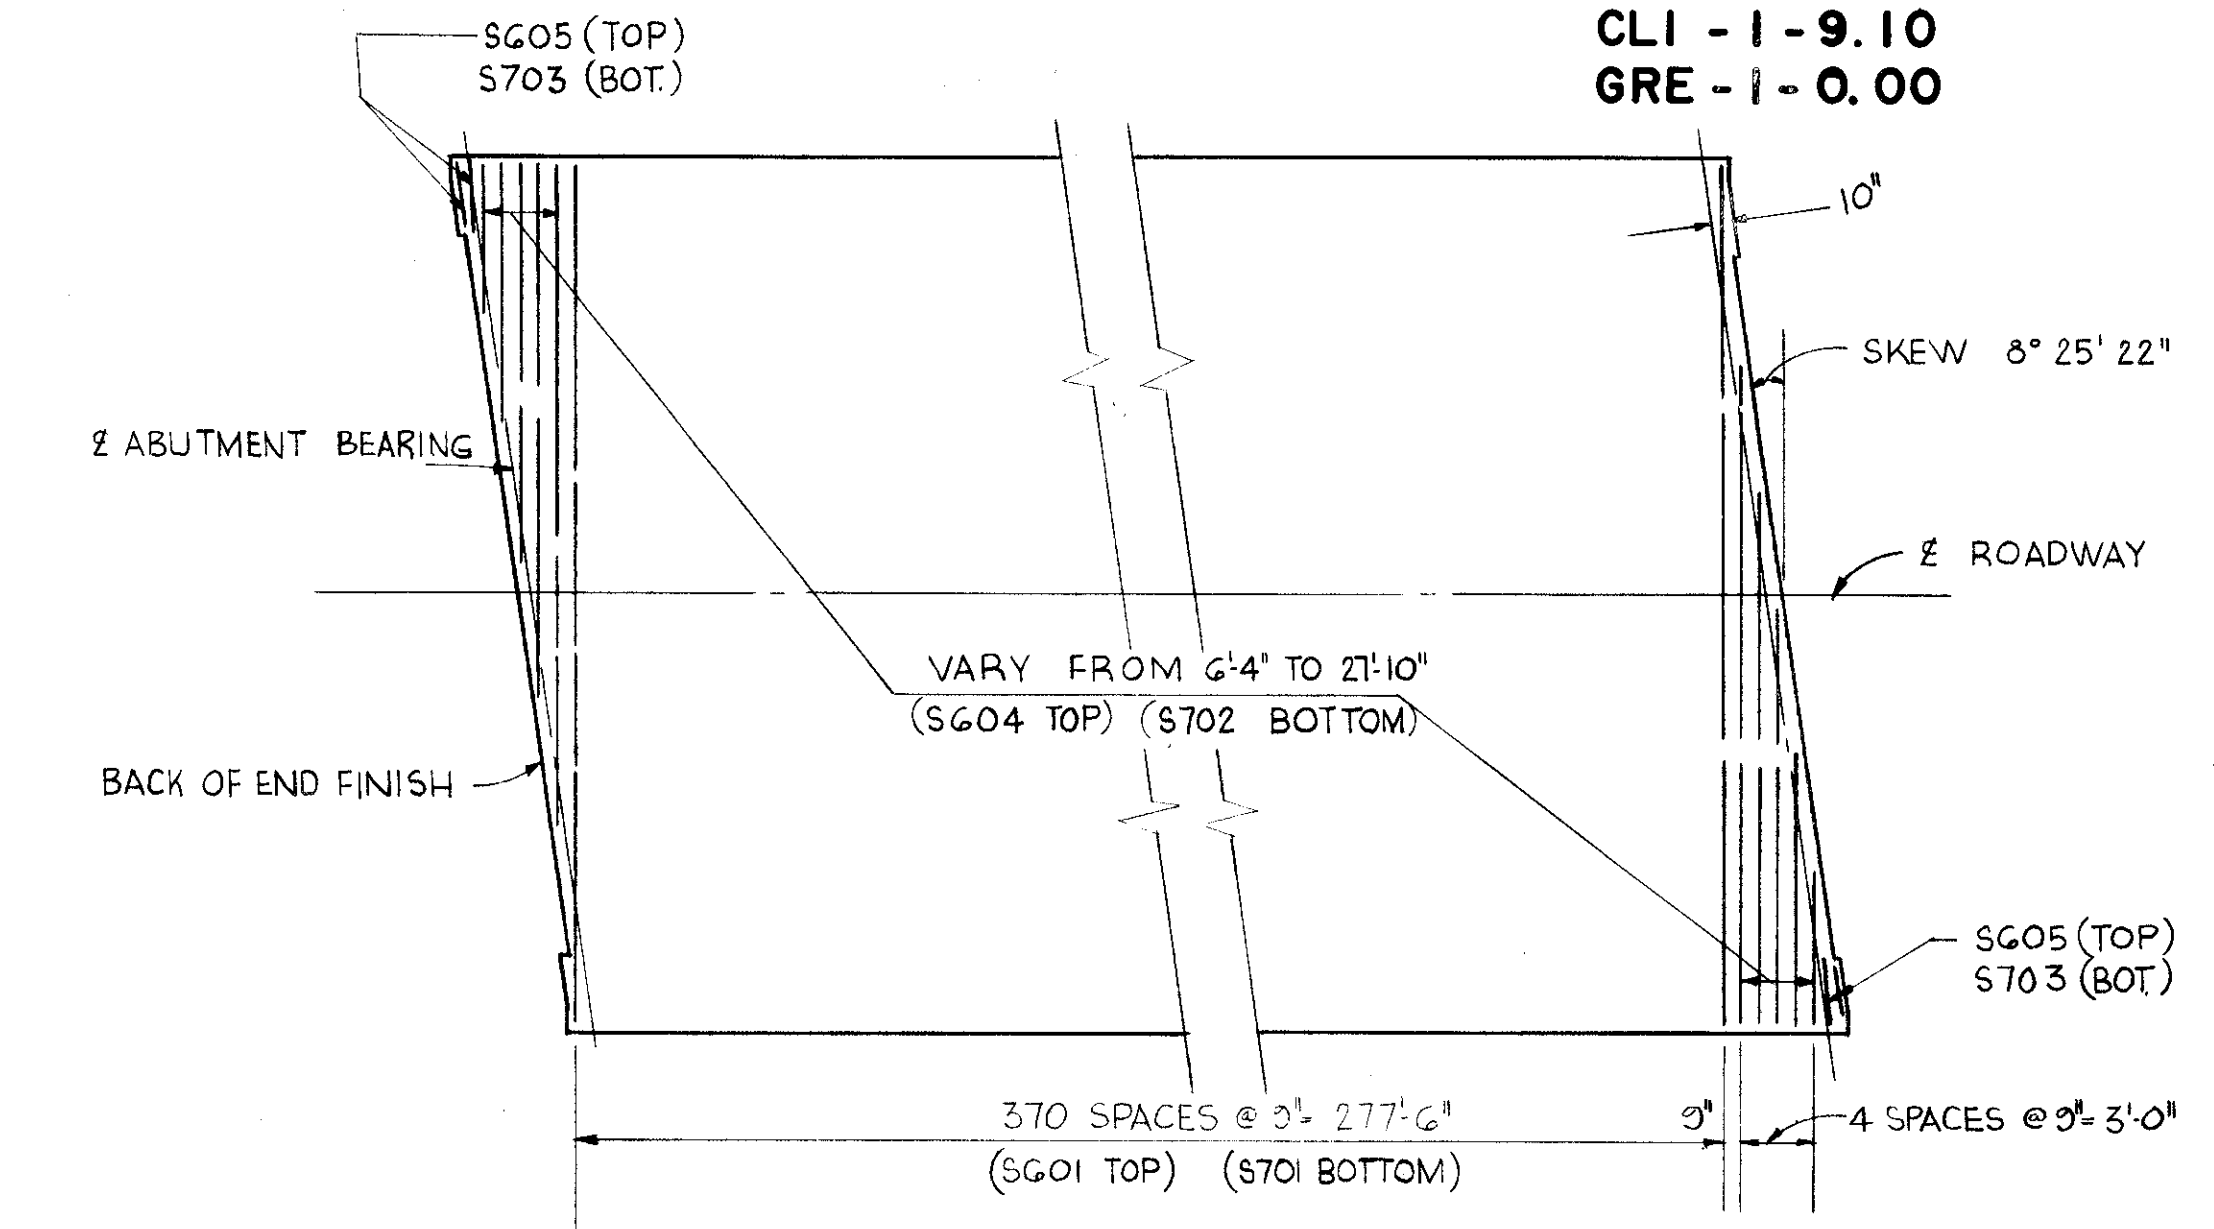 CLI - 1 - 9.10
GRE - 1 - 0.00
S605 (TOP)
S703 (BOT.)
10"
SKEW 8° 25' 22"
℄ ABUTMENT BEARING
℄ ROADWAY
VARY FROM 6'-4" TO 27'-10"
(S604 TOP) (S702 BOTTOM)
BACK OF END FINISH
S605 (TOP)
S703 (BOT.)
370 SPACES @ 9"= 277'-6"
9"
4 SPACES @ 9"= 3'-0"
(S601 TOP) (S701 BOTTOM)